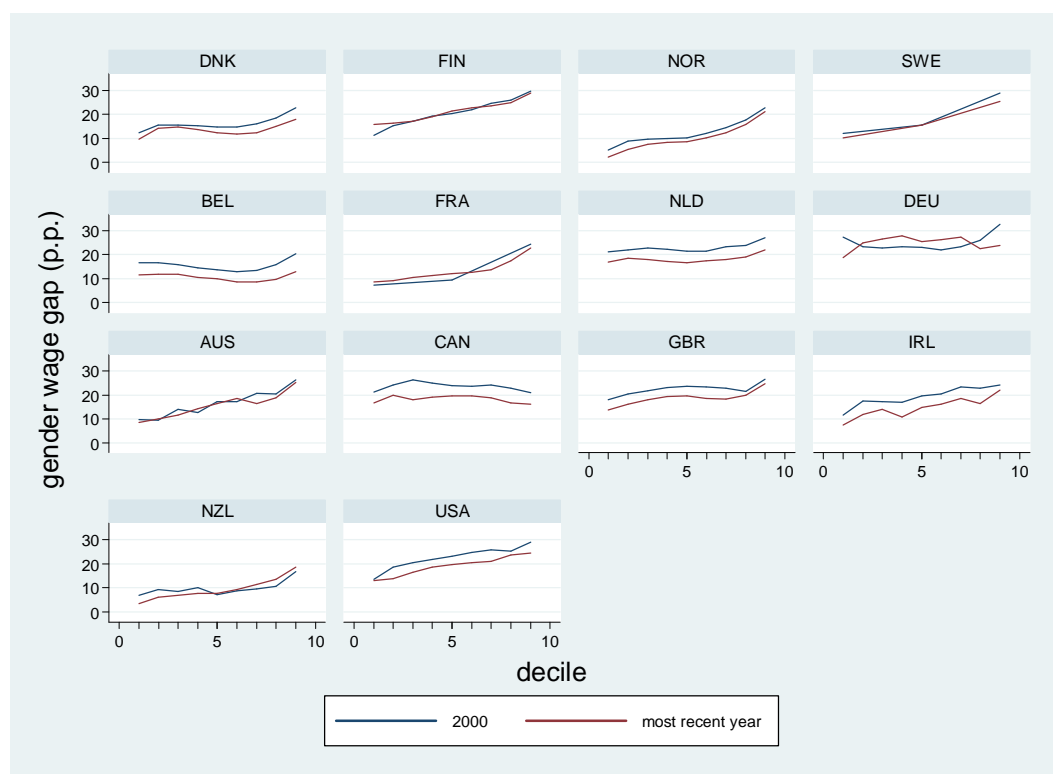 DNK FIN NOR SWE
30
20
10
0
BEL FRA NLD DEU
30
20
10
0
gender wage gap (p.p.)
AUS CAN GBR IRL
30
20
10
0
0 5 10 0 5 10
NZL USA
30
20
10
0
0 5 10 0 5 10
decile
2000 most recent year